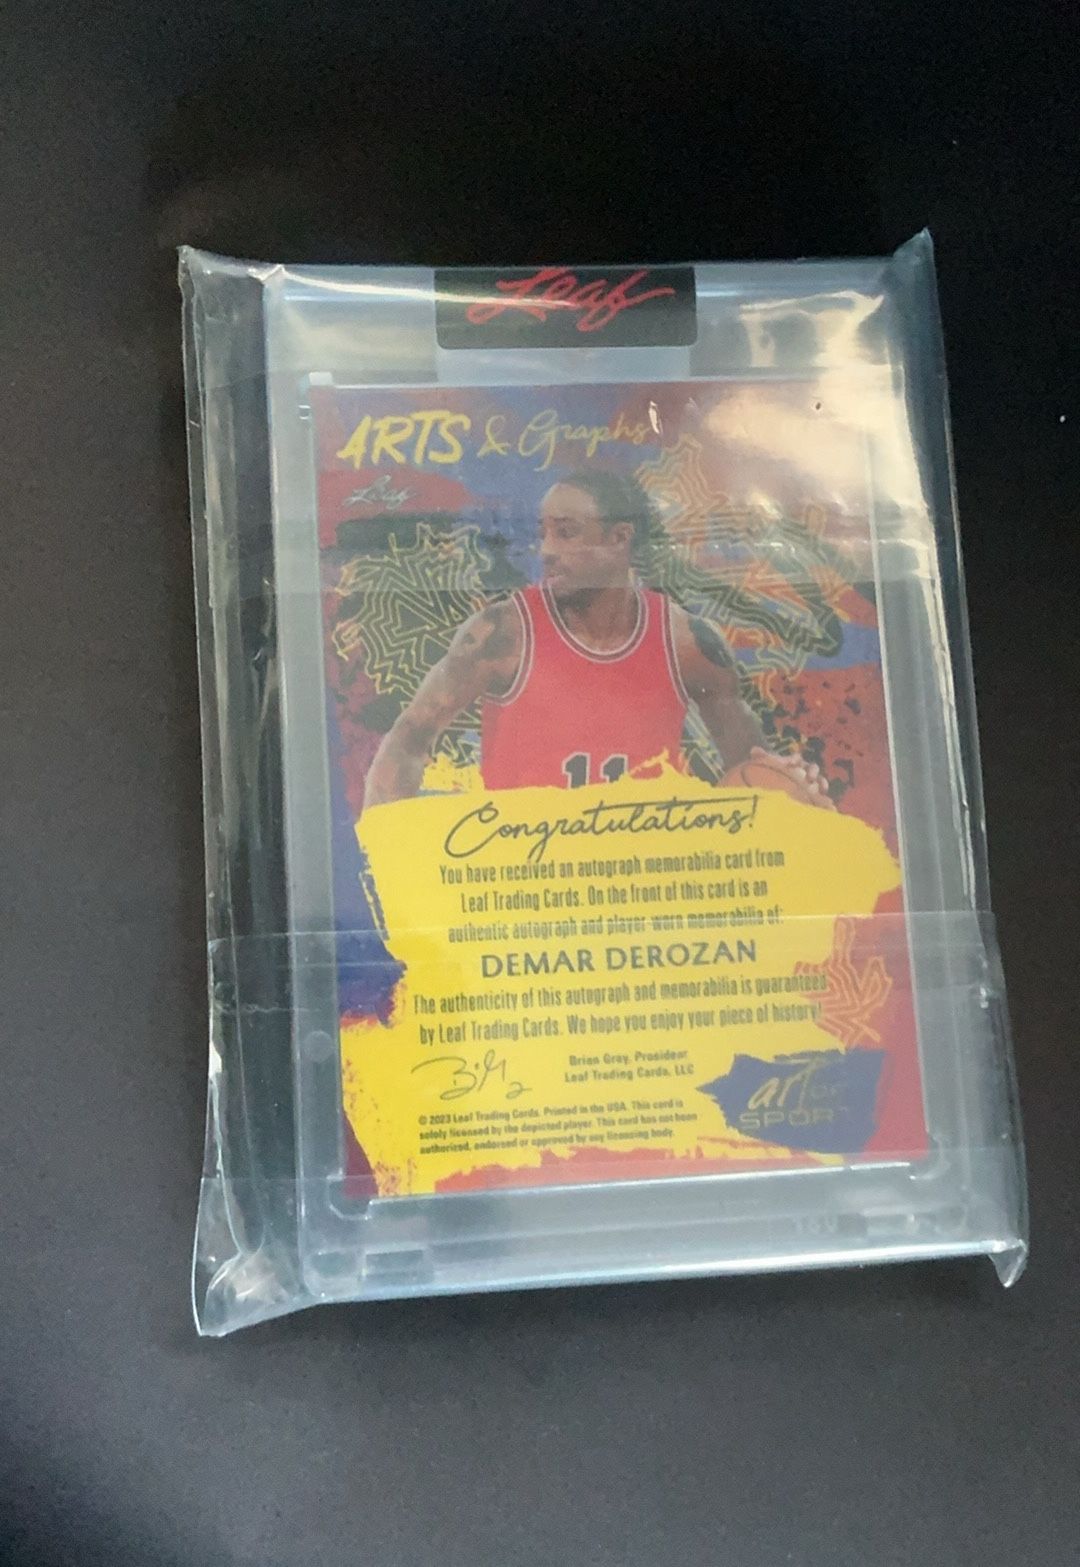 Leaf
ARTS & Graphs
Leaf
11
Congratulations!
You have received an autograph memorabilia card from
Leaf Trading Cards. On the front of this card is an
authentic autograph and player-worn memorabilia of:
DEMAR DEROZAN
The authenticity of this autograph and memorabilia is guaranteed
by Leaf Trading Cards. We hope you enjoy your piece of history!
Brian Gray, President
Leaf Trading Cards, LLC
© 2023 Leaf Trading Cards. Printed in the USA. This card is
solely licensed by the depicted player. This card has not been
authorized, endorsed or approved by any licensing body.
art OF
SPORT